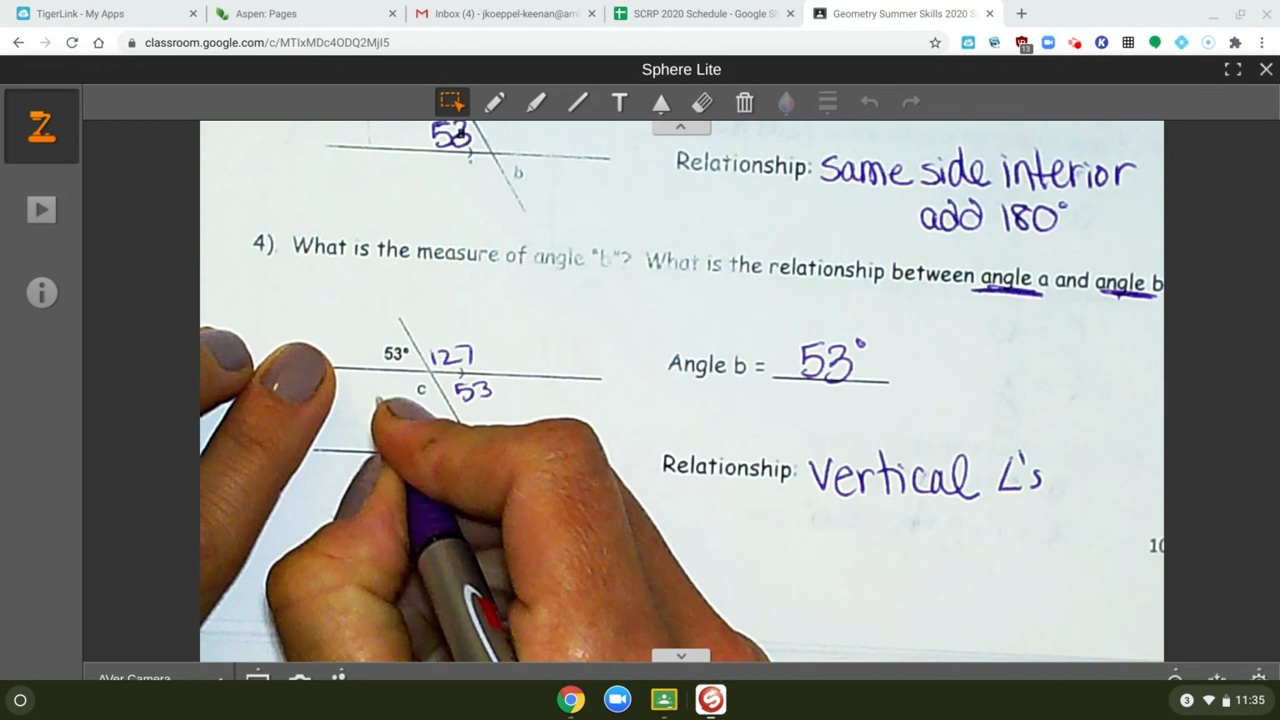 TigerLink - My Apps
Aspen: Pages
Inbox (4) - jkoeppel-keenan@aml
SCRP 2020 Schedule - Google Sh
Geometry Summer Skills 2020 S
classroom.google.com/c/MTIxMDc4ODQ2MjI5
13
Sphere Lite
T
53
b
Relationship: Same side interior
add 180°
4). What is the measure of angle "b"? What is the relationship between angle a and angle b
53° 127
c 53
Angle b = 53°
Relationship: Vertical ∠'s
10
AVer Camera
3 11:35